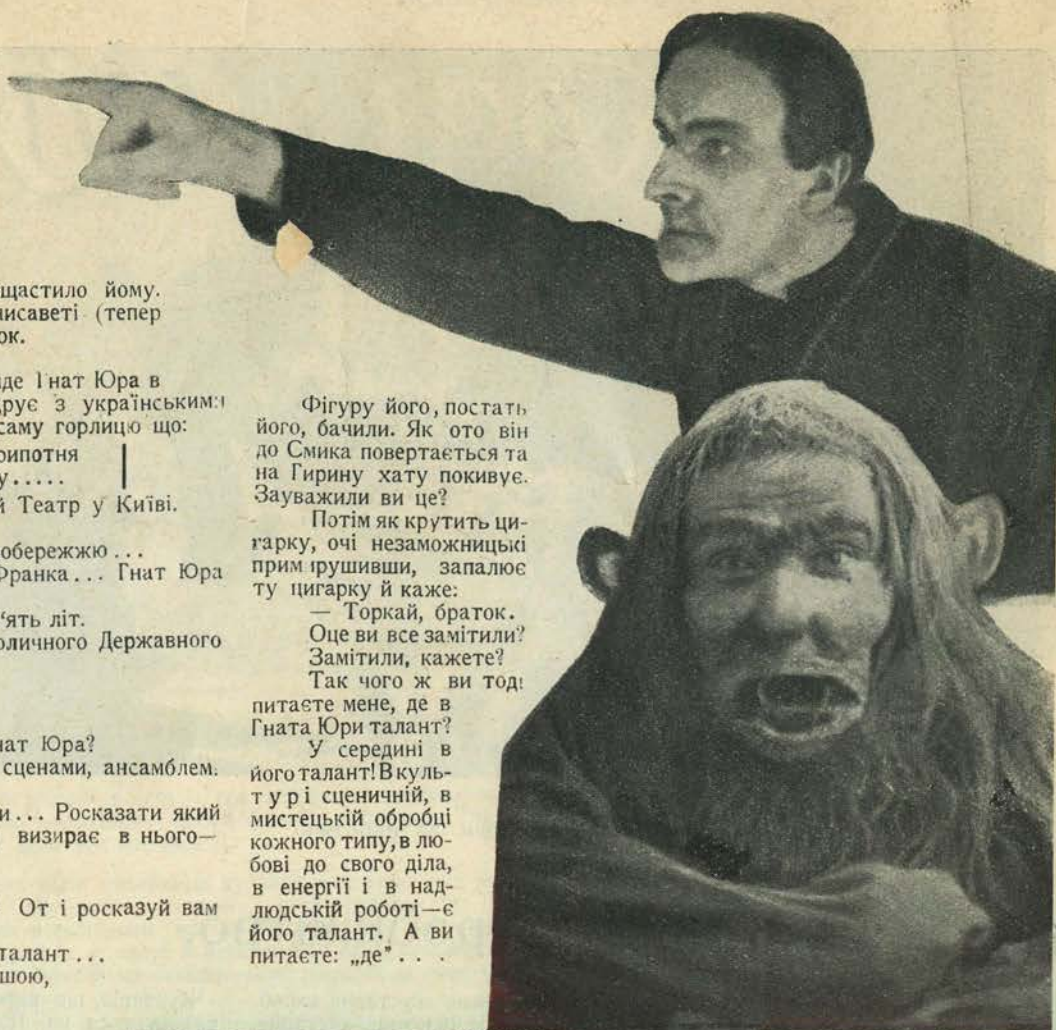 щастило йому.
исаветі (тепер
ок.
де Гнат Юра в
друє з українським
саму горлицю що:
рипотня
у.....
й Театр у Київі.
обережжю...
Франка... Гнат Юра
'ять літ.
оличного Державного
нат Юра?
сценами, ансамблем.
и... Росказати який
визирає в нього—
От і росказуй вам
талант...
шою,
Фігуру його, постать
його, бачили. Як ото він
до Смика повертається та
на Гирину хату покивує.
Зауважили ви це?
Потім як крутить ци-
гарку, очі незаможницькі
примружиивши, запалює
ту цигарку й каже:
— Торкай, браток.
Оце ви все замітили?
Замітили, кажете?
Так чого ж ви тоді
питаєте мене, де в
Гната Юри талант?
У середині в
його талант! В куль-
турі сценичній, в
мистецькій обробці
кожного типу, в лю-
бові до свого діла,
в енергії і в над-
людській роботі—є
його талант. А ви
питаєте: „де"...